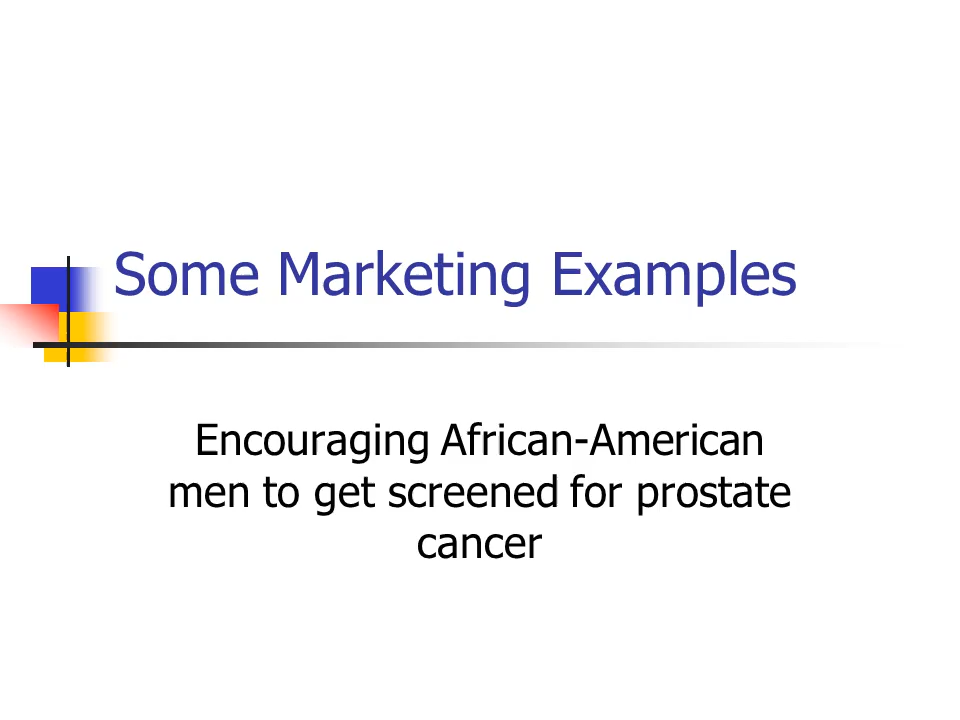 Some Marketing Examples
Encouraging African-American
men to get screened for prostate
cancer